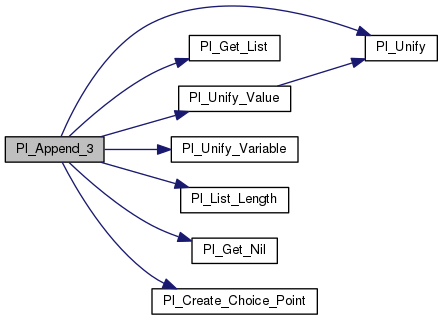 Pl_Unify
Pl_Get_List
Pl_Unify_Value
Pl_Append_3
Pl_Unify_Variable
Pl_List_Length
Pl_Get_Nil
Pl_Create_Choice_Point